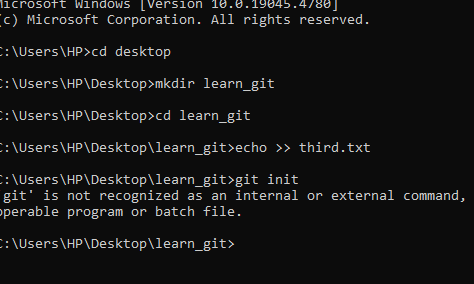 Microsoft Windows [Version 10.0.19045.4780]
(c) Microsoft Corporation. All rights reserved.
C:\Users\HP>cd desktop
C:\Users\HP\Desktop>mkdir learn_git
C:\Users\HP\Desktop>cd learn_git
C:\Users\HP\Desktop\learn_git>echo >> third.txt
C:\Users\HP\Desktop\learn_git>git init
'git' is not recognized as an internal or external command,
operable program or batch file.
C:\Users\HP\Desktop\learn_git>